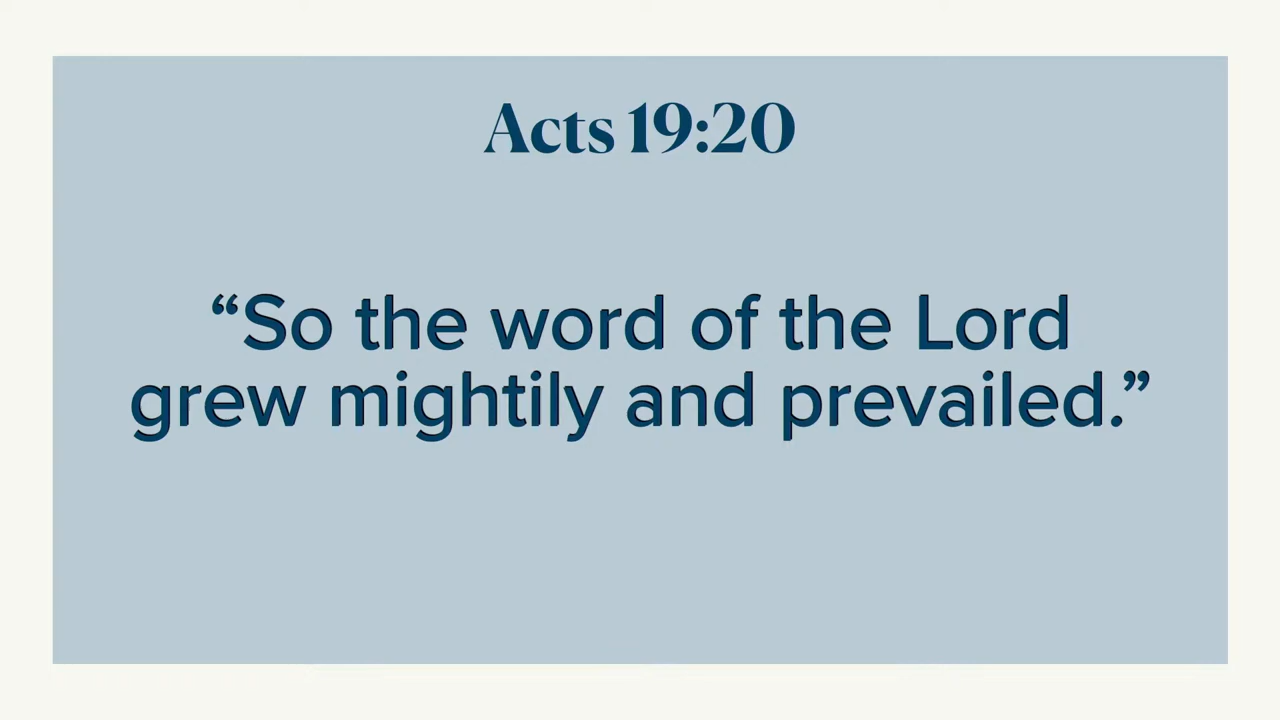 Acts 19:20
“So the word of the Lord
grew mightily and prevailed.”